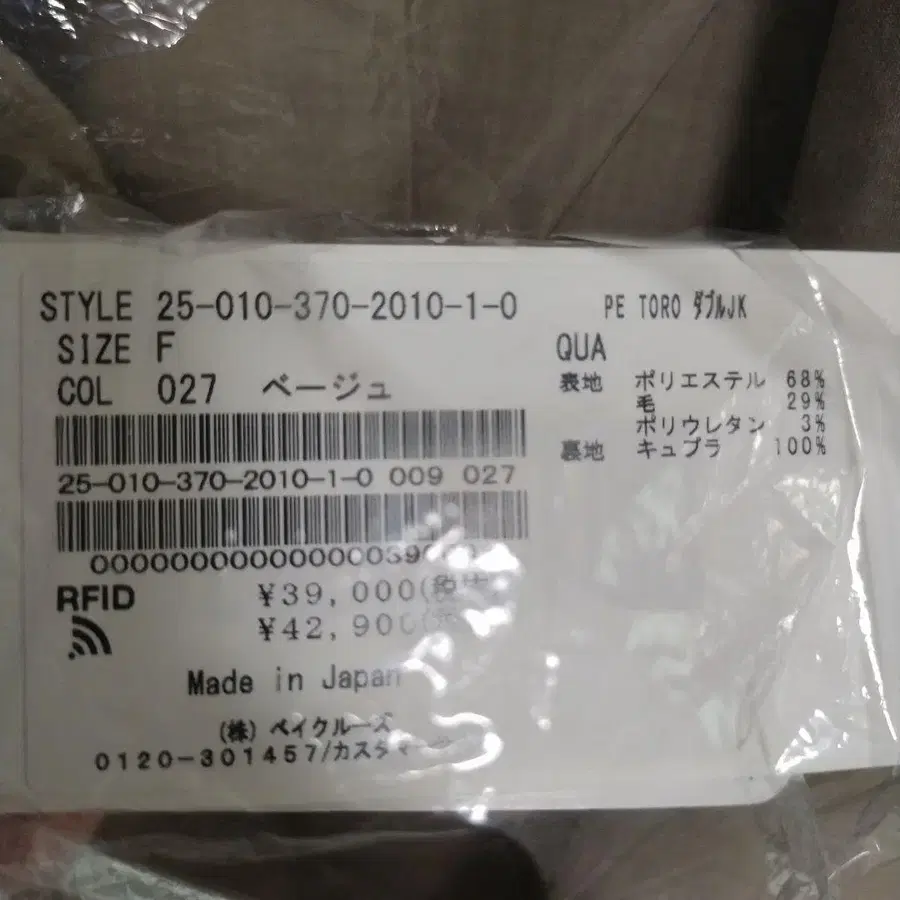 STYLE 25-010-370-2010-1-0
SIZE F
COL 027 ベージュ
25-010-370-2010-1-0 009 027
RFID
¥39,000(税
¥42,900(
Made in Japan
(株) ベイクルーズ
0120-301457/カスタマー
PE TORO ダブルJK
QUA
表地 ポリエステル 68%
毛 29%
ポリウレタン 3%
裏地 キュプラ 100%